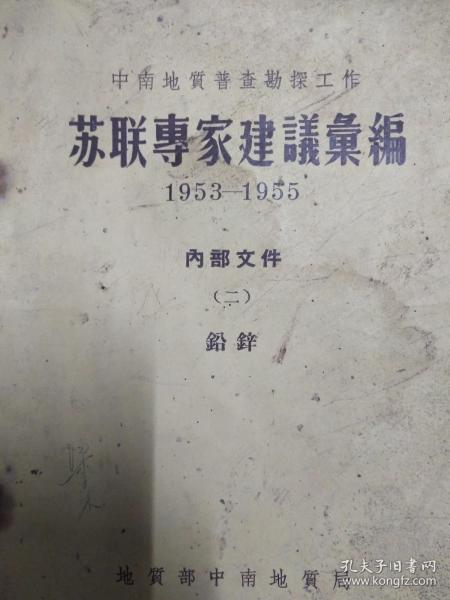 中南地質普查勘探工作
苏联專家建議彙編
1953—1955
內部文件
（二）
鉛鋅
地質部中南地質局
孔夫子旧书网
www.kongfz.com